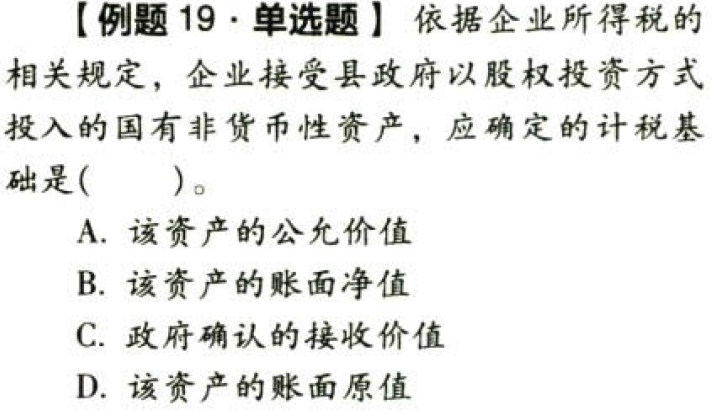 【例题 19·单选题】 依据企业所得税的
相关规定，企业接受县政府以股权投资方式
投入的国有非货币性资产，应确定的计税基
础是(  )。
A. 该资产的公允价值
B. 该资产的账面净值
C. 政府确认的接收价值
D. 该资产的账面原值